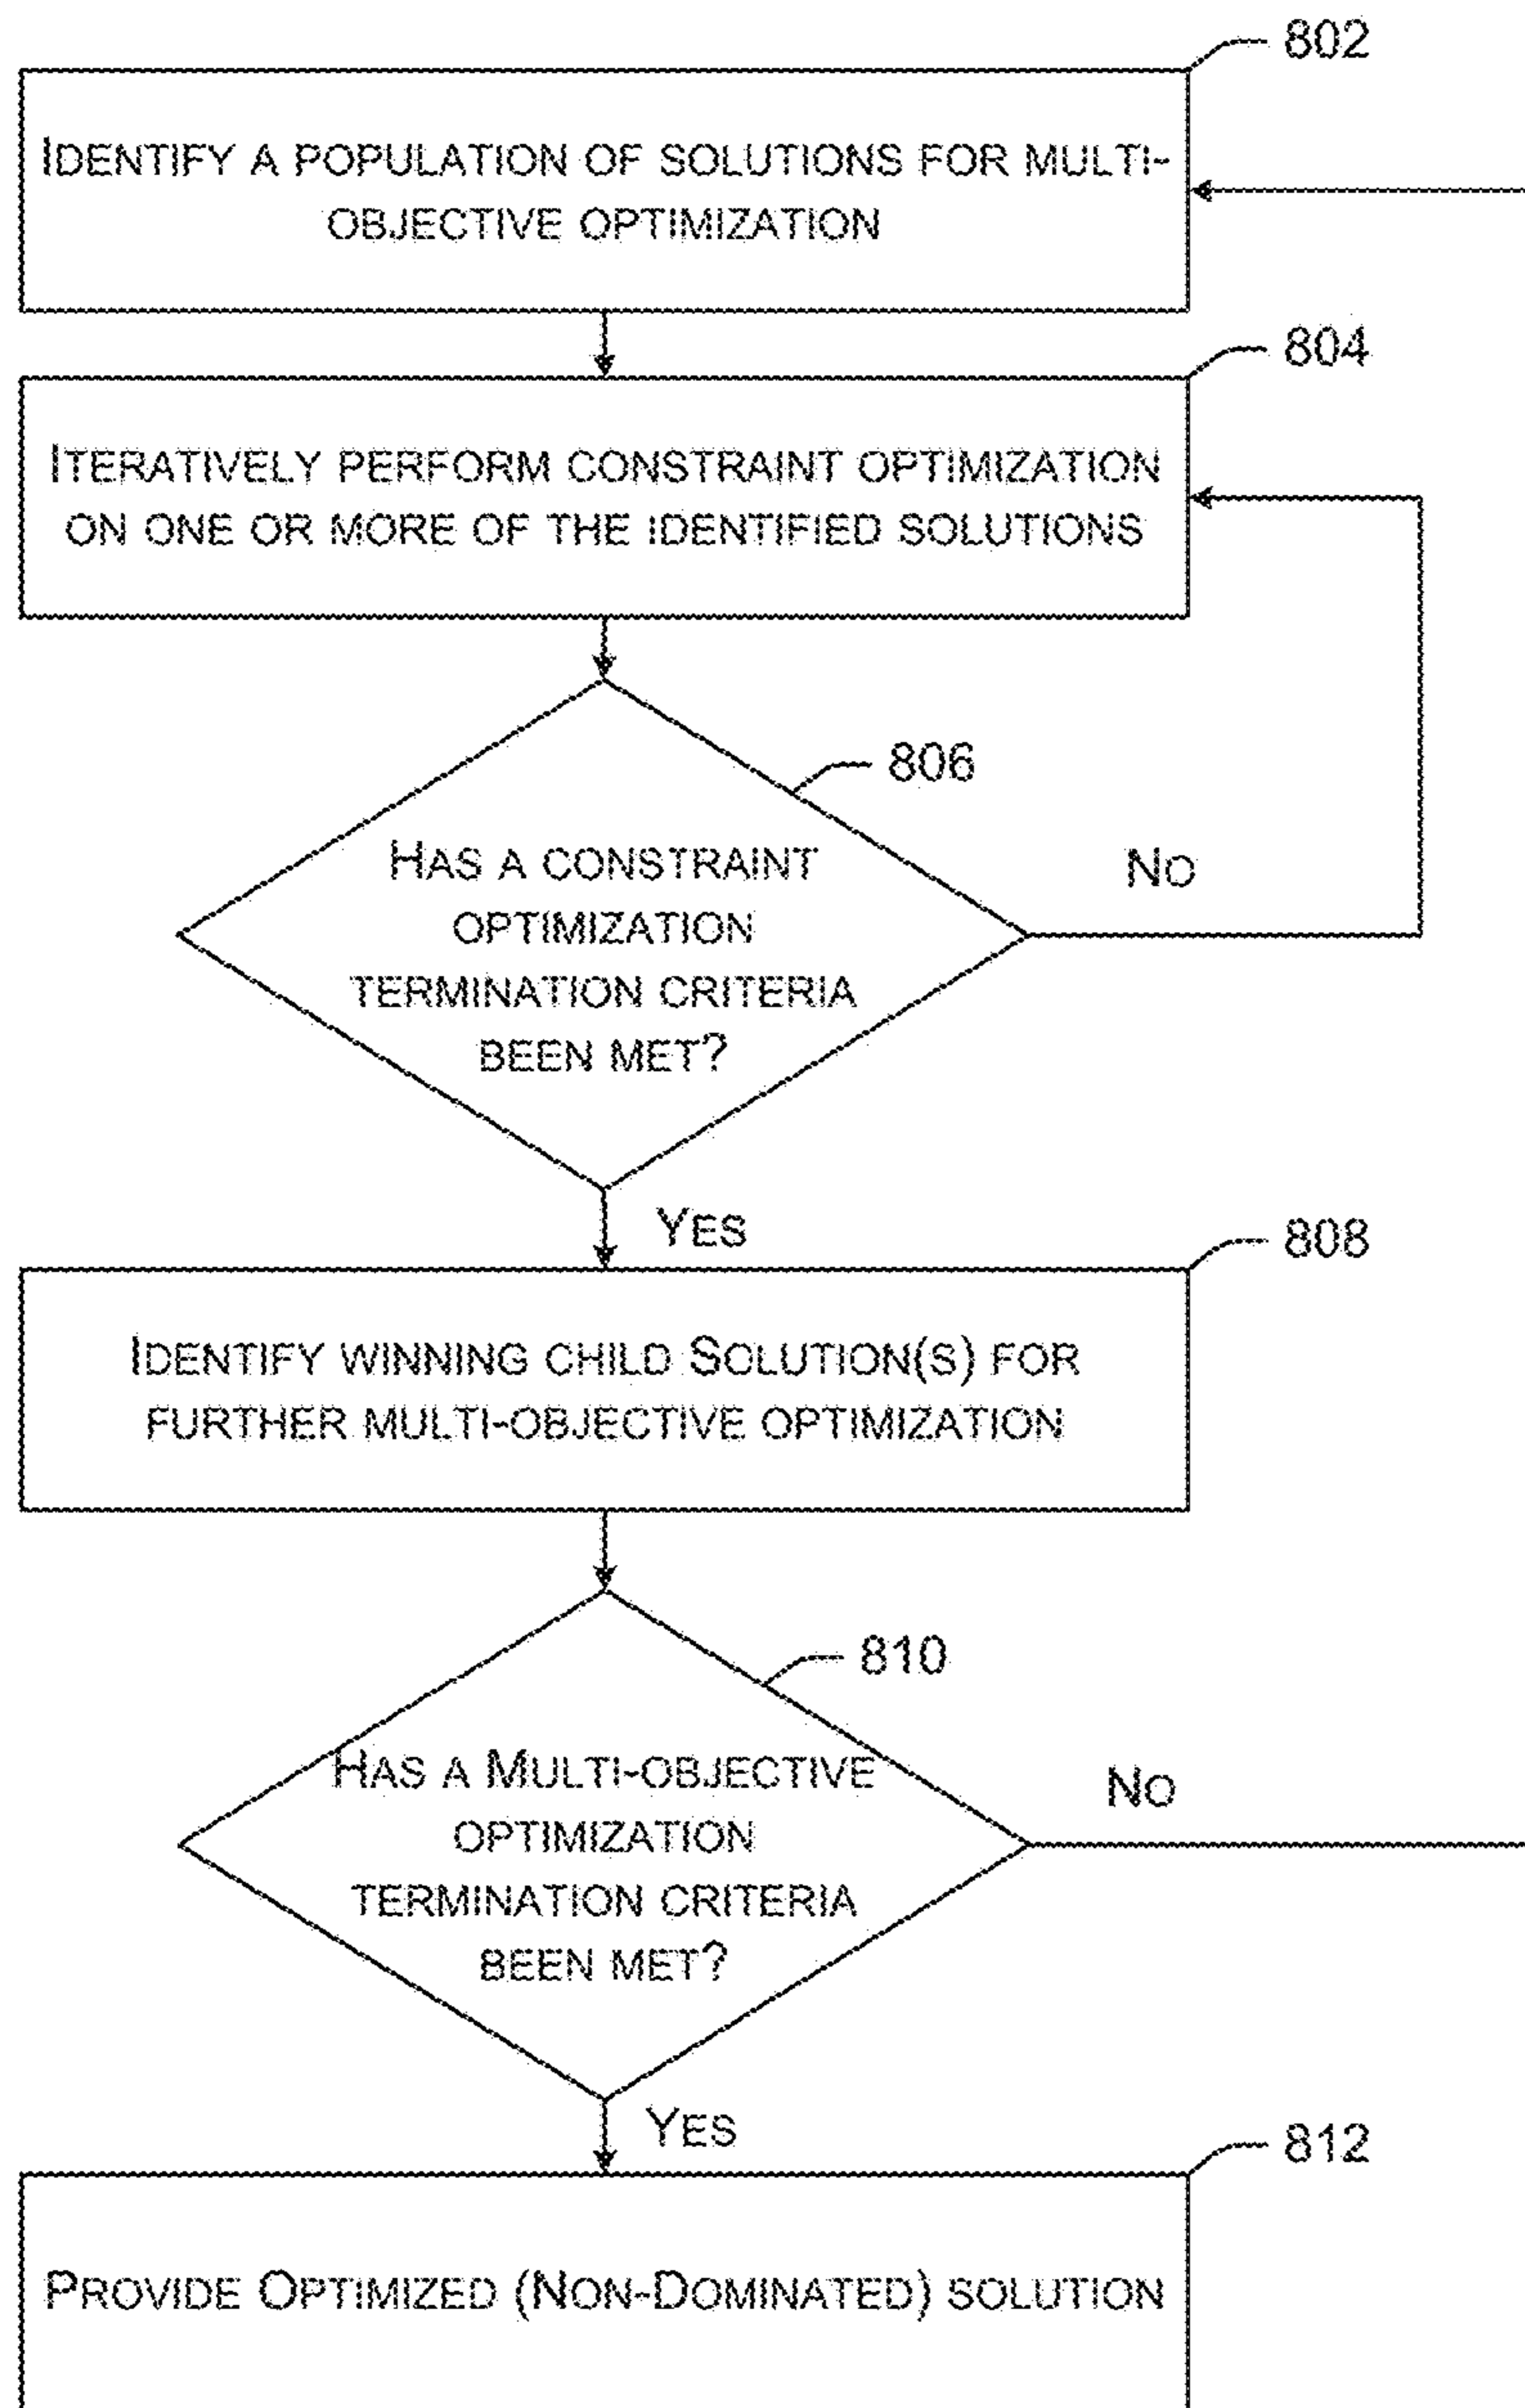 802
IDENTIFY A POPULATION OF SOLUTIONS FOR MULTI-
OBJECTIVE OPTIMIZATION
804
ITERATIVELY PERFORM CONSTRAINT OPTIMIZATION
ON ONE OR MORE OF THE IDENTIFIED SOLUTIONS
806
HAS A CONSTRAINT
OPTIMIZATION
TERMINATION CRITERIA
BEEN MET?
NO
YES
808
IDENTIFY WINNING CHILD SOLUTION(S) FOR
FURTHER MULTI-OBJECTIVE OPTIMIZATION
810
HAS A MULTI-OBJECTIVE
OPTIMIZATION
TERMINATION CRITERIA
BEEN MET?
NO
YES
812
PROVIDE OPTIMIZED (NON-DOMINATED) SOLUTION